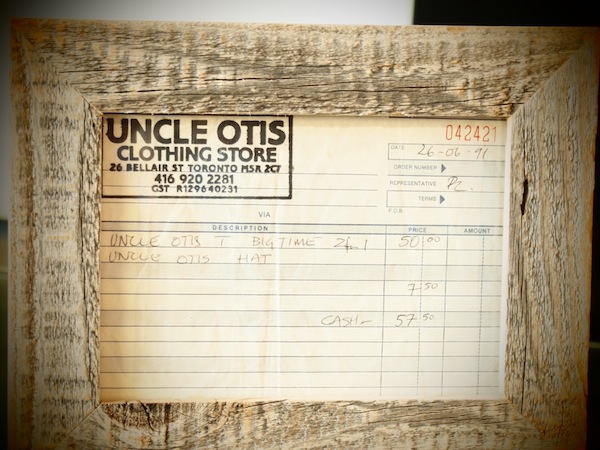 UNCLE OTIS
CLOTHING STORE
26 BELLAIR ST TORONTO M5R 2C7
416 920 2281
GST R129640231
042421
DATE 26-06-91
ORDER NUMBER
REPRESENTATIVE
TERMS
F.O.B.
VIA
DESCRIPTION PRICE AMOUNT
UNCLE OTIS T BIG TIME 50 00
UNCLE OTIS HAT
7 50
CASH— 57 50